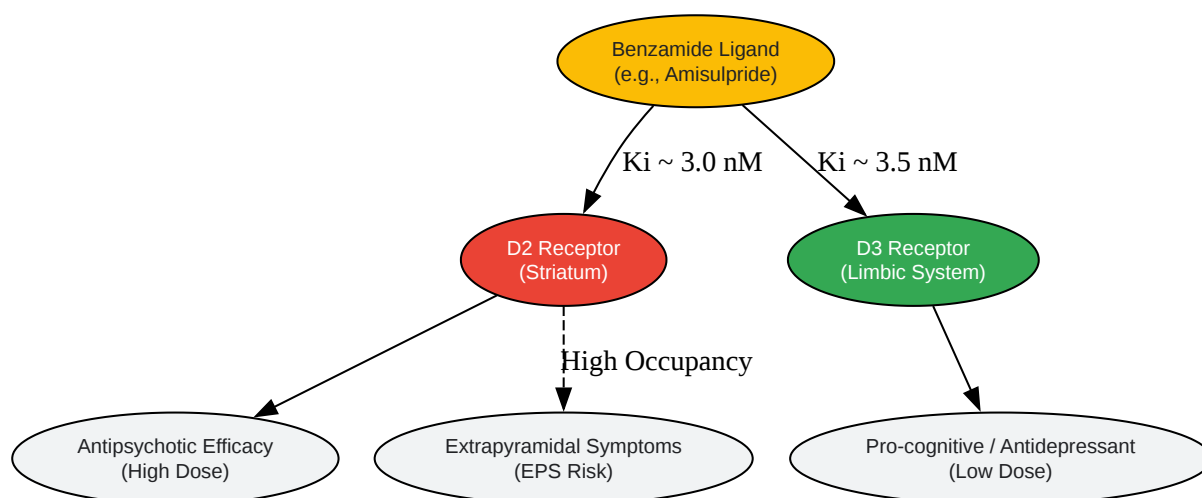 Benzamide Ligand
(e.g., Amisulpride)
Ki ~ 3.0 nM
Ki ~ 3.5 nM
D2 Receptor
(Striatum)
D3 Receptor
(Limbic System)
High Occupancy
Antipsychotic Efficacy
(High Dose)
Extrapyramidal Symptoms
(EPS Risk)
Pro-cognitive / Antidepressant
(Low Dose)